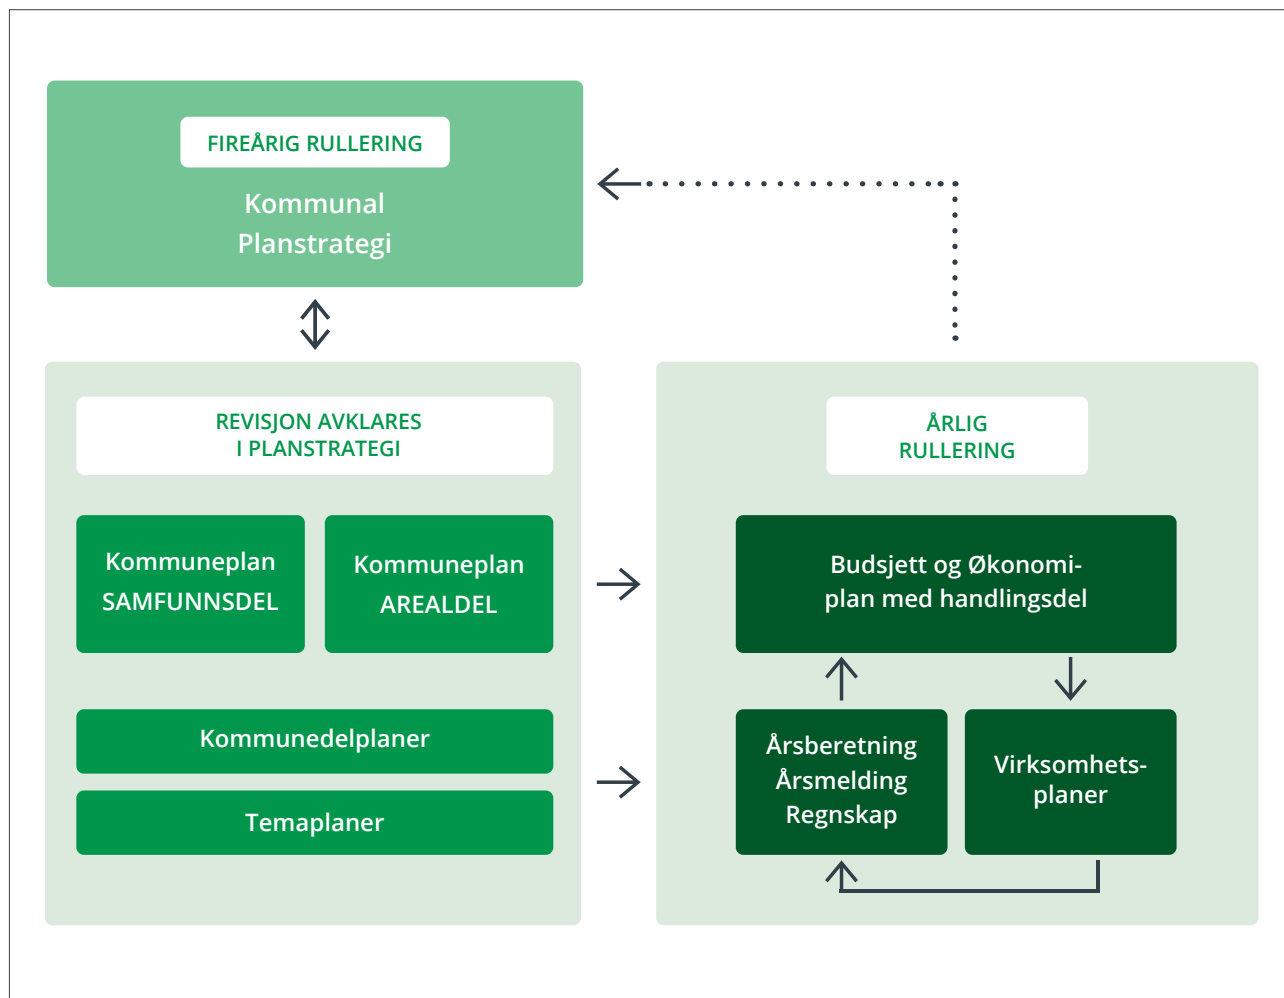 FIREÅRIG RULLERING
Kommunal
Planstrategi
REVISJON AVKLARES
I PLANSTRATEGI
Kommuneplan
SAMFUNNSDEL
Kommuneplan
AREALDEL
Kommunedelplaner
Temaplaner
ÅRLIG
RULLERING
Budsjett og Økonomi-
plan med handlingsdel
Årsberetning
Årsmelding
Regnskap
Virksomhets-
planer